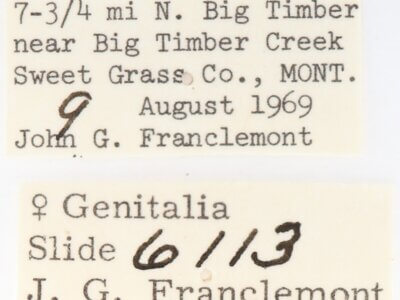 7-3/4 mi N. Big Timber
near Big Timber Creek
Sweet Grass Co., MONT.
9 August 1969
John G. Franclemont
♀ Genitalia
Slide 6113
J. G. Franclemont